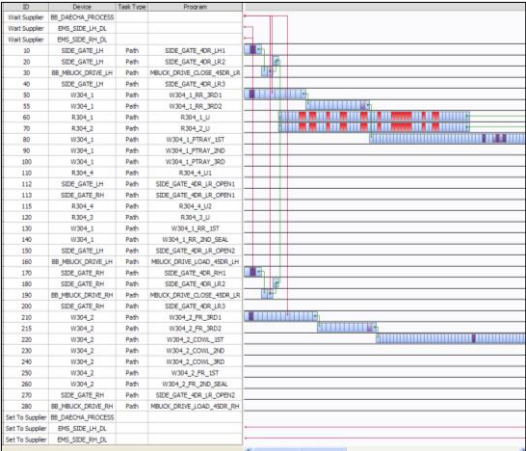 ID Device Task Type Program
Wait Supplier BB_DAECHA_PROCESS
Wait Supplier EMS_SIDE_LH_DL
Wait Supplier EMS_SIDE_RH_DL
10 SIDE_GATE_LH Path SIDE_GATE_4DR_LH1
20 SIDE_GATE_LH Path SIDE_GATE_4DR_LR2
30 BB_MBUCK_DRIVE_LH Path MBUCK_DRIVE_CLOSE_4SDR_LR
40 SIDE_GATE_LH Path SIDE_GATE_4DR_LR3
50 W304_1 Path W304_1_RR_3RD1
55 W304_1 Path W304_1_RR_3RD2
60 R304_1 Path R304_1_U
70 R304_2 Path R304_2_U
80 W304_1 Path W304_1_PTRAY_1ST
90 W304_1 Path W304_1_PTRAY_2ND
100 W304_1 Path W304_1_PTRAY_3RD
110 R304_4 Path R304_4_U1
112 SIDE_GATE_LH Path SIDE_GATE_4DR_LR_OPEN1
113 SIDE_GATE_RH Path SIDE_GATE_4DR_LR_OPEN1
115 R304_4 Path R304_4_U2
120 R304_3 Path R304_3_U
130 W304_1 Path W304_1_RR_1ST
140 W304_1 Path W304_1_RR_2ND_SEAL
150 SIDE_GATE_LH Path SIDE_GATE_4DR_LR_OPEN2
160 BB_MBUCK_DRIVE_LH Path MBUCK_DRIVE_LOAD_4SDR_LH
170 SIDE_GATE_RH Path SIDE_GATE_4DR_RH1
180 SIDE_GATE_RH Path SIDE_GATE_4DR_LR2
190 BB_MBUCK_DRIVE_RH Path MBUCK_DRIVE_CLOSE_4SDR_LR
200 SIDE_GATE_RH Path SIDE_GATE_4DR_LR3
210 W304_2 Path W304_2_FR_3RD1
215 W304_2 Path W304_2_FR_3RD2
220 W304_2 Path W304_2_COWL_1ST
230 W304_2 Path W304_2_COWL_2ND
240 W304_2 Path W304_2_COWL_3RD
250 W304_2 Path W304_2_FR_1ST
260 W304_2 Path W304_2_FR_2ND_SEAL
270 SIDE_GATE_RH Path SIDE_GATE_4DR_LR_OPEN2
280 BB_MBUCK_DRIVE_RH Path MBUCK_DRIVE_LOAD_4SDR_RH
Set To Supplier BB_DAECHA_PROCESS
Set To Supplier EMS_SIDE_LH_DL
Set To Supplier EMS_SIDE_RH_DL